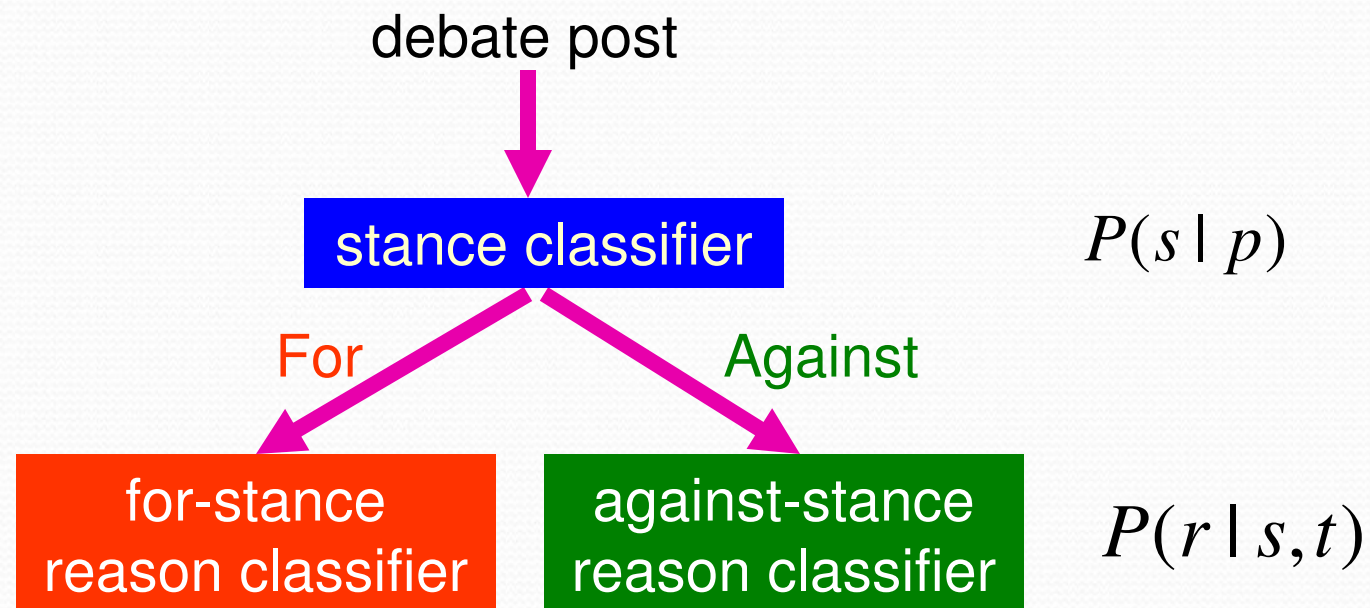 debate post
stance classifier
P(s | p)
For
Against
for-stance
reason classifier
against-stance
reason classifier
P(r | s,t)